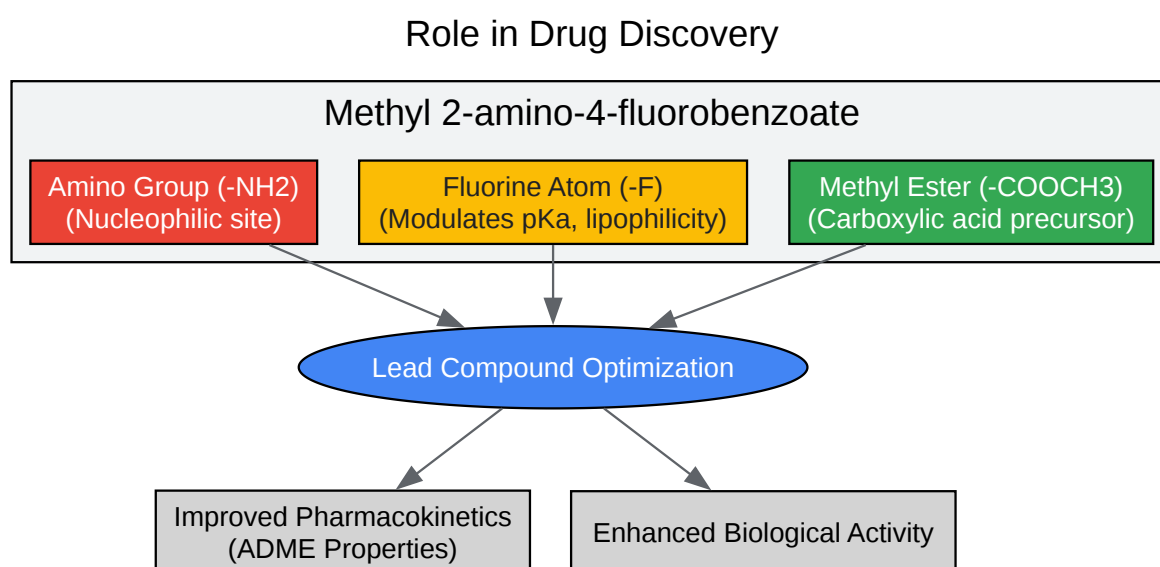 Role in Drug Discovery
Methyl 2-amino-4-fluorobenzoate
Amino Group (-NH2)
(Nucleophilic site)
Fluorine Atom (-F)
(Modulates pKa, lipophilicity)
Methyl Ester (-COOCH3)
(Carboxylic acid precursor)
Lead Compound Optimization
Improved Pharmacokinetics
(ADME Properties)
Enhanced Biological Activity